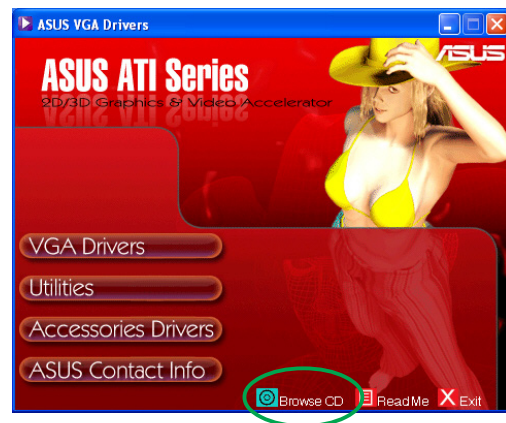 ASUS VGA Drivers
ASUS
ASUS ATI Series
2D/3D Graphics & Video Accelerator
VGA Drivers
Utilities
Accessories Drivers
ASUS Contact Info
Browse CD ReadMe Exit